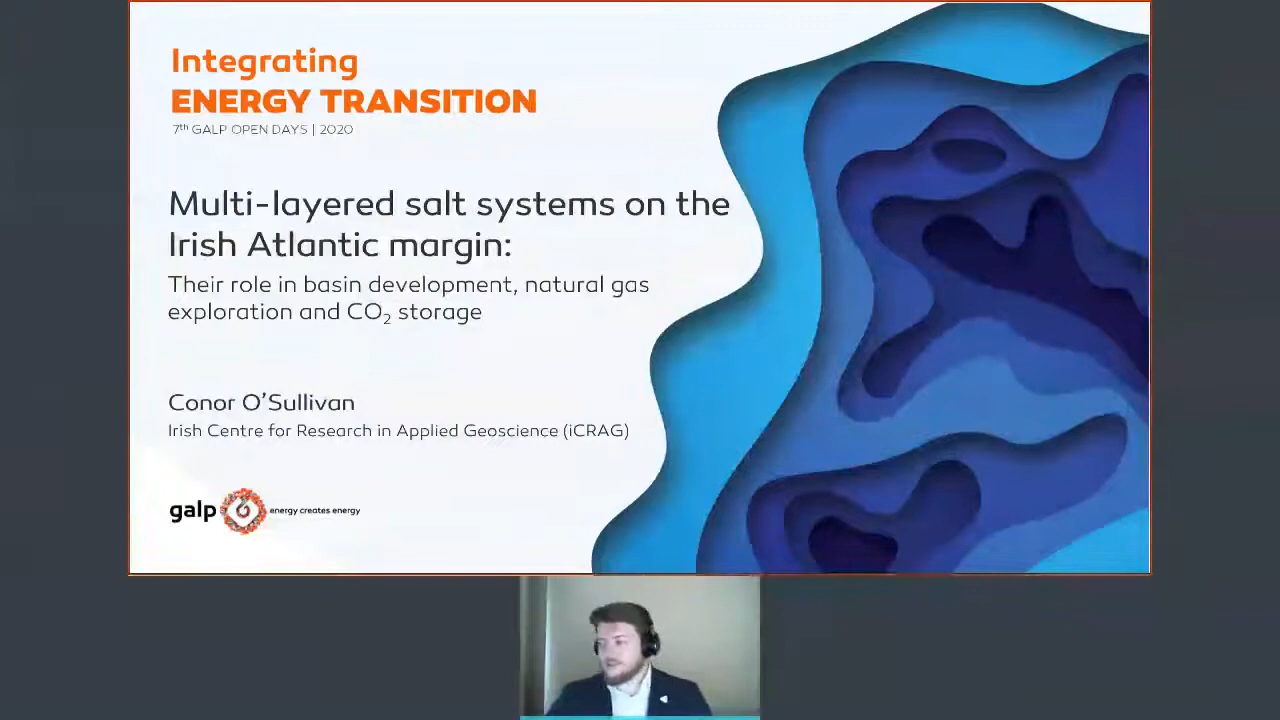 Integrating
ENERGY TRANSITION
7th GALP OPEN DAYS | 2020
Multi-layered salt systems on the
Irish Atlantic margin:
Their role in basin development, natural gas
exploration and CO2 storage
Conor O'Sullivan
Irish Centre for Research in Applied Geoscience (iCRAG)
galp energy creates energy